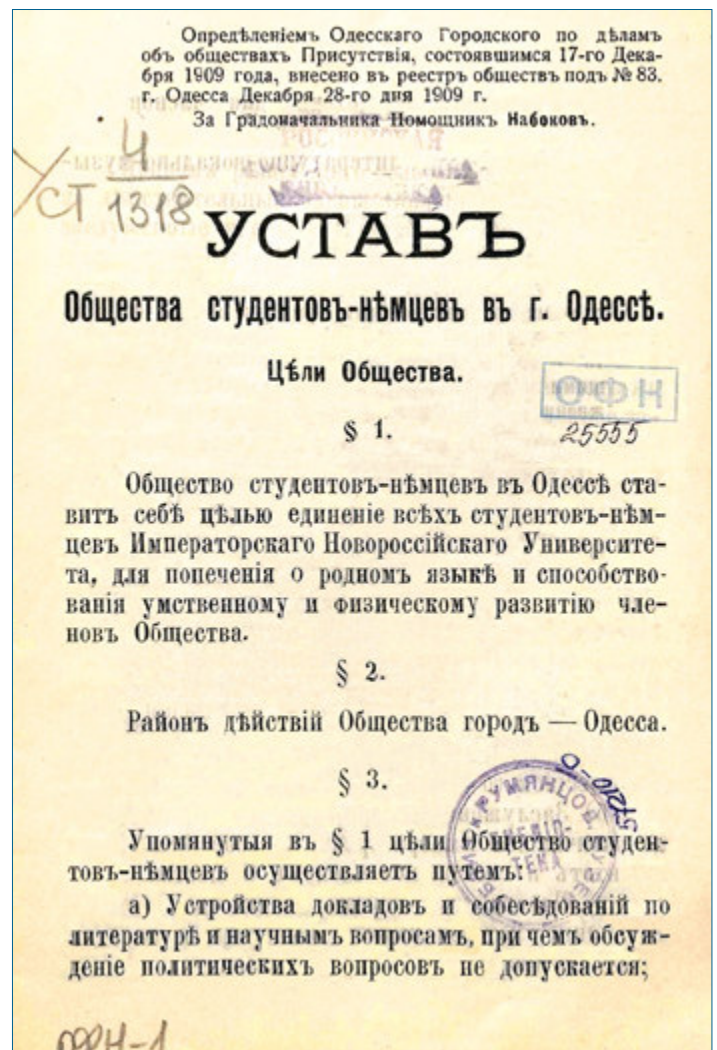 Опредѣленіемъ Одесскаго Городского по дѣламъ
объ обществахъ Присутствія, состоявшимся 17-го Дека-
бря 1909 года, внесено въ реестръ обществъ подъ № 83.
г. Одесса Декабря 28-го дня 1909 г.
За Градоначальника Помощникъ Набоковъ.
4
СТ 1318
УСТАВЪ
Общества студентовъ-нѣмцевъ въ г. Одессѣ.
Цѣли Общества.
ОФН
§ 1.
25555
Общество студентовъ-нѣмцевъ въ Одессѣ ста-
витъ себѣ цѣлью единеніе всѣхъ студентовъ-нѣм-
цевъ Императорскаго Новороссійскаго Университе-
та, для попеченія о родномъ языкѣ и способство-
ванія умственному и физическому развитію чле-
новъ Общества.
§ 2.
Районъ дѣйствій Общества городъ — Одесса.
§ 3.
Упомянутыя въ § 1 цѣли Общество студен-
товъ-нѣмцевъ осуществляетъ путемъ:
а) Устройства докладовъ и собесѣдованій по
литературѣ и научнымъ вопросамъ, при чемъ обсуж-
деніе политическихъ вопросовъ не допускается;